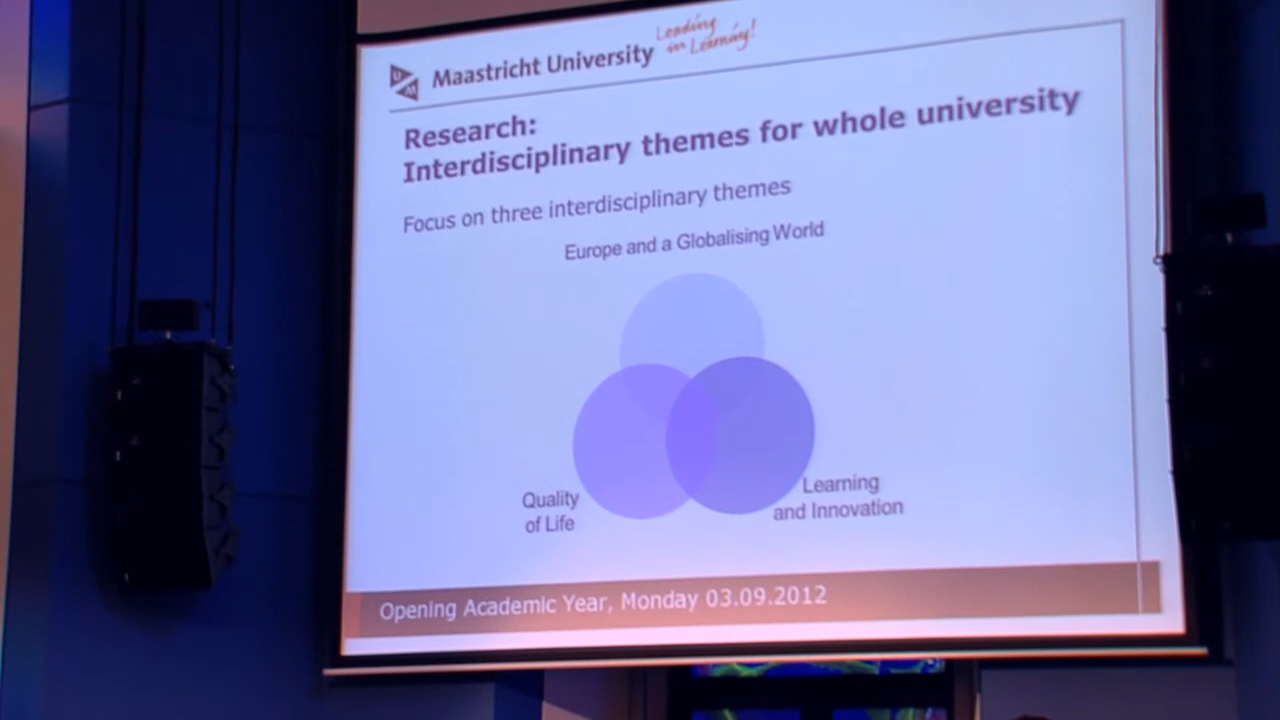 UM
Maastricht University
Leading
in Learning!
Research:
Interdisciplinary themes for whole university
Focus on three interdisciplinary themes
Europe and a Globalising World
Quality
of Life
Learning
and Innovation
Opening Academic Year, Monday 03.09.2012